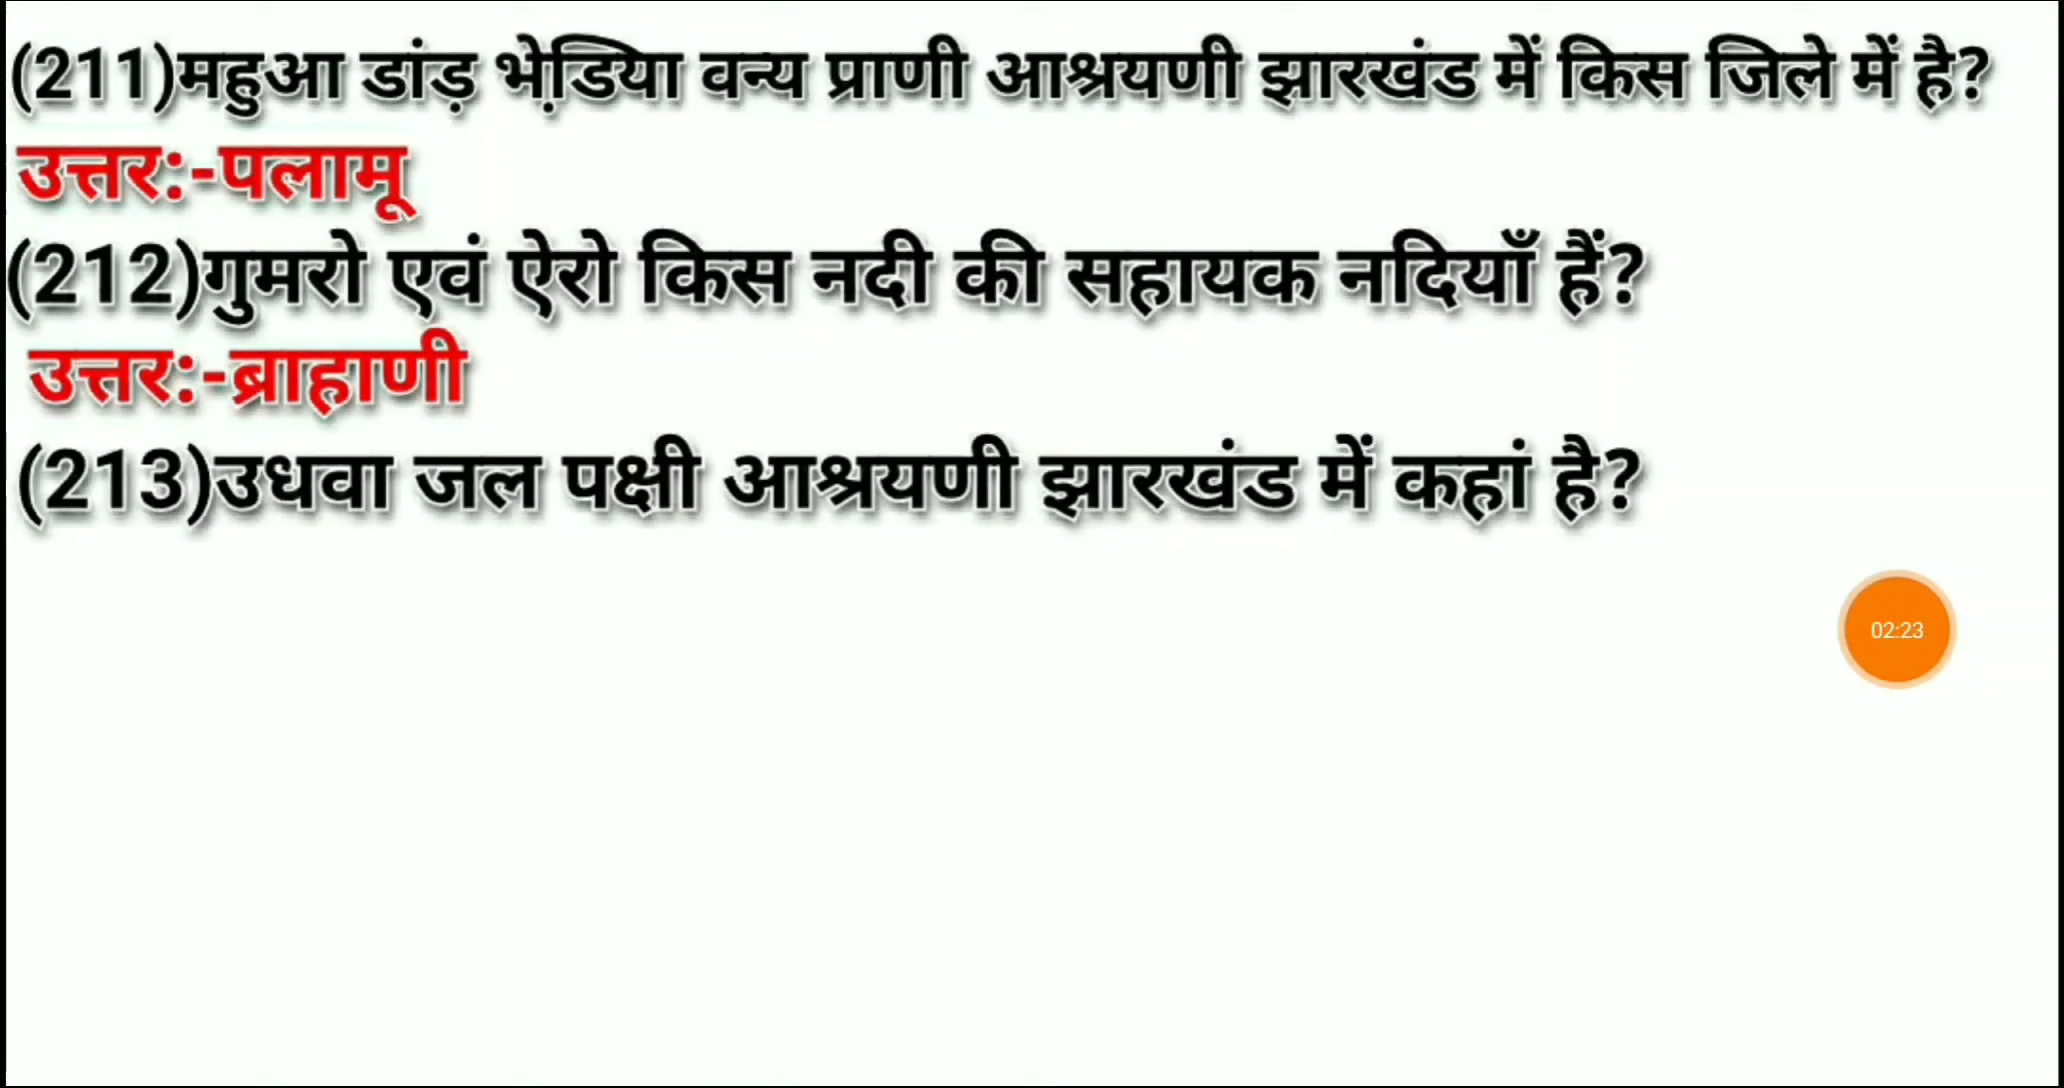 (211)महुआ डांड़ भेड़िया वन्य प्राणी आश्रयणी झारखंड में किस जिले में है?
उत्तर:-पलामू
(212)गुमरो एवं ऐरो किस नदी की सहायक नदियाँ हैं?
उत्तर:-ब्राहाणी
(213)उधवा जल पक्षी आश्रयणी झारखंड में कहां है?
02:23